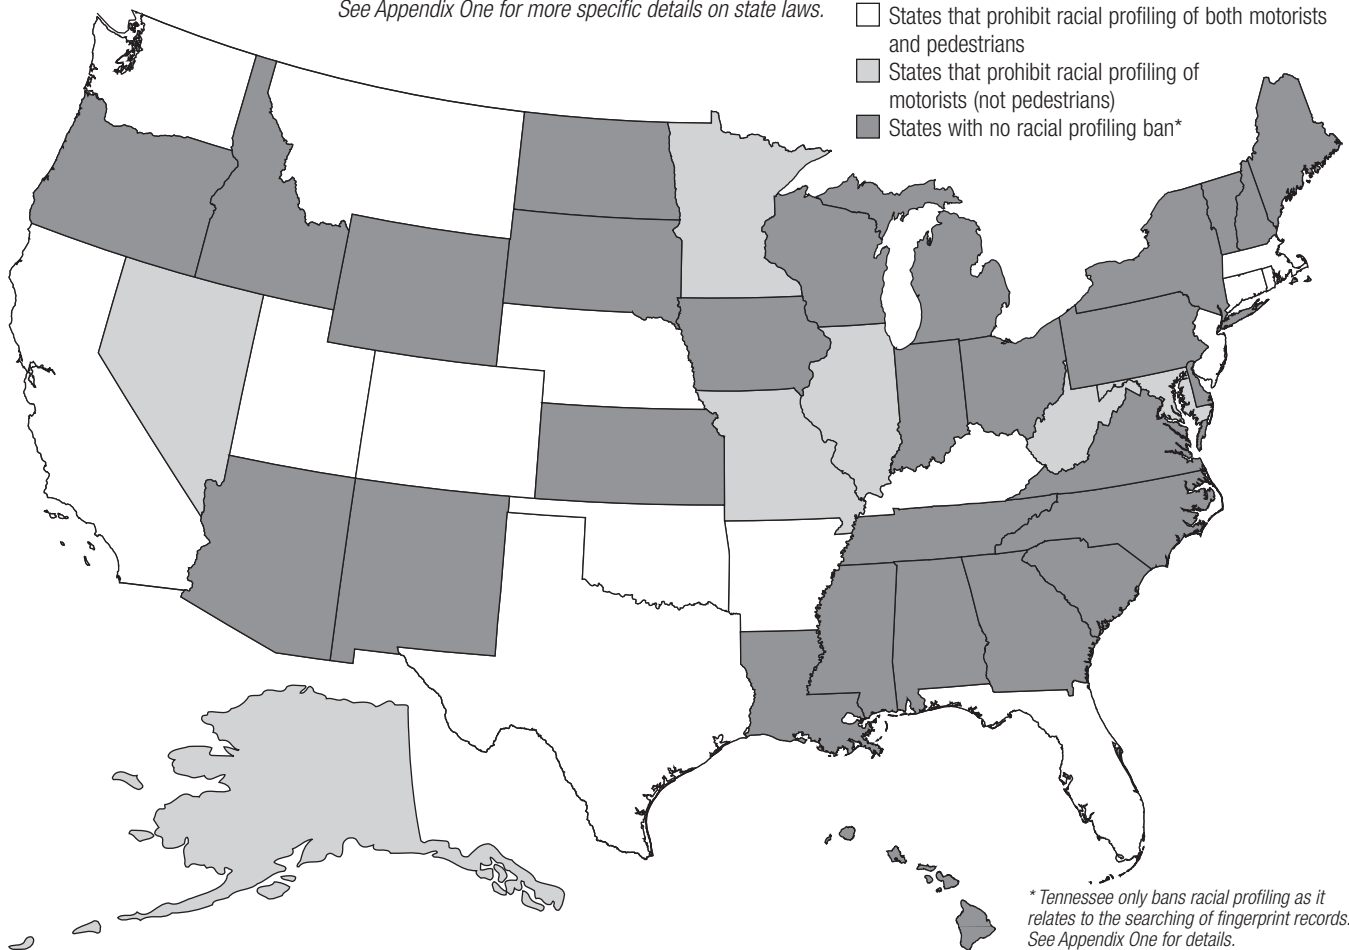 See Appendix One for more specific details on state laws.
States that prohibit racial profiling of both motorists
and pedestrians
States that prohibit racial profiling of
motorists (not pedestrians)
States with no racial profiling ban*
* Tennessee only bans racial profiling as it
relates to the searching of fingerprint records.
See Appendix One for details.